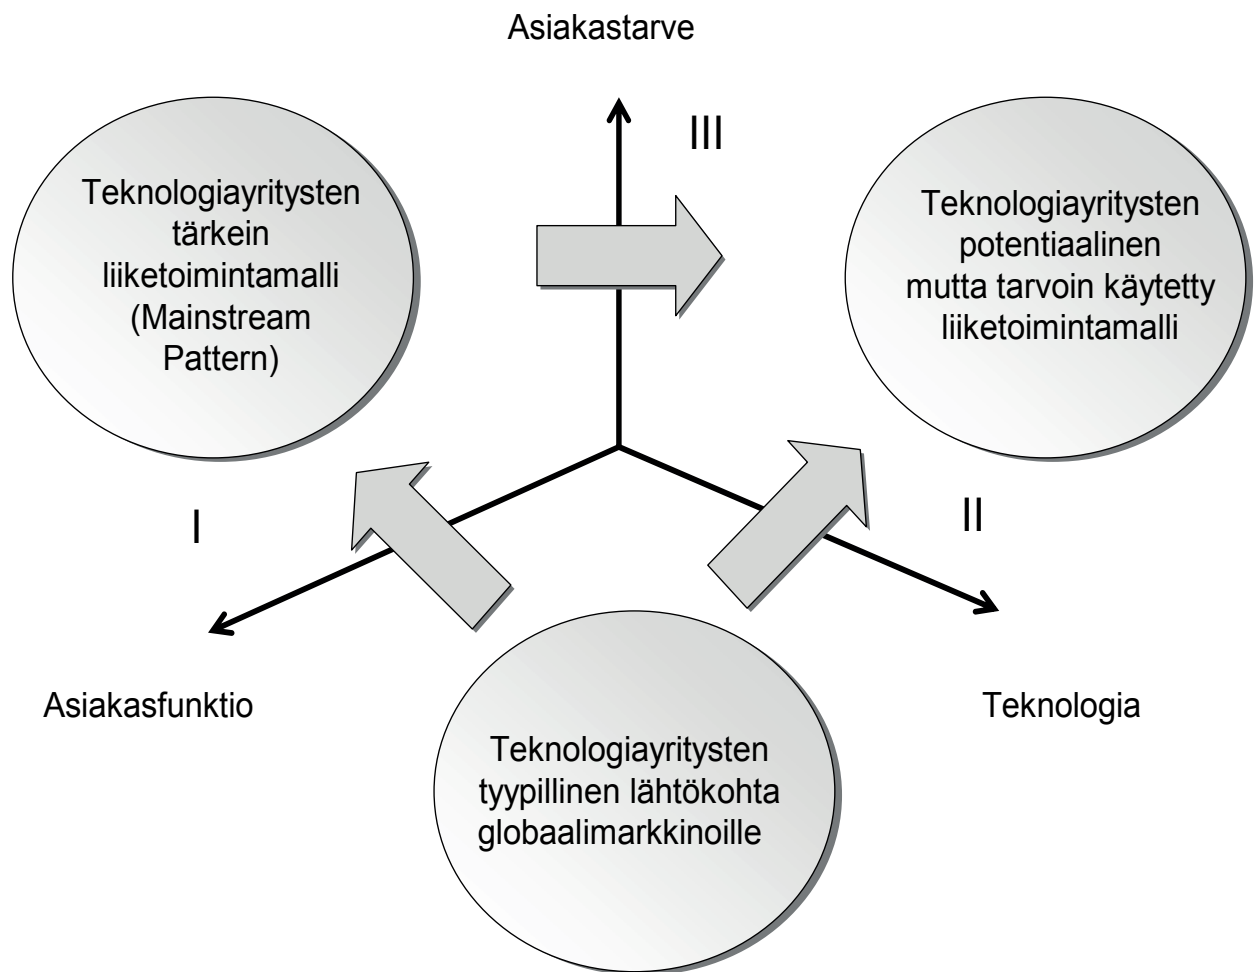 Asiakastarve
III
Teknologiayritysten
tärkein
liiketoimintamalli
(Mainstream
Pattern)
Teknologiayritysten
potentiaalinen
mutta tarvoin käytetty
liiketoimintamalli
I
II
Asiakasfunktio
Teknologia
Teknologiayritysten
tyypillinen lähtökohta
globaalimarkkinoille